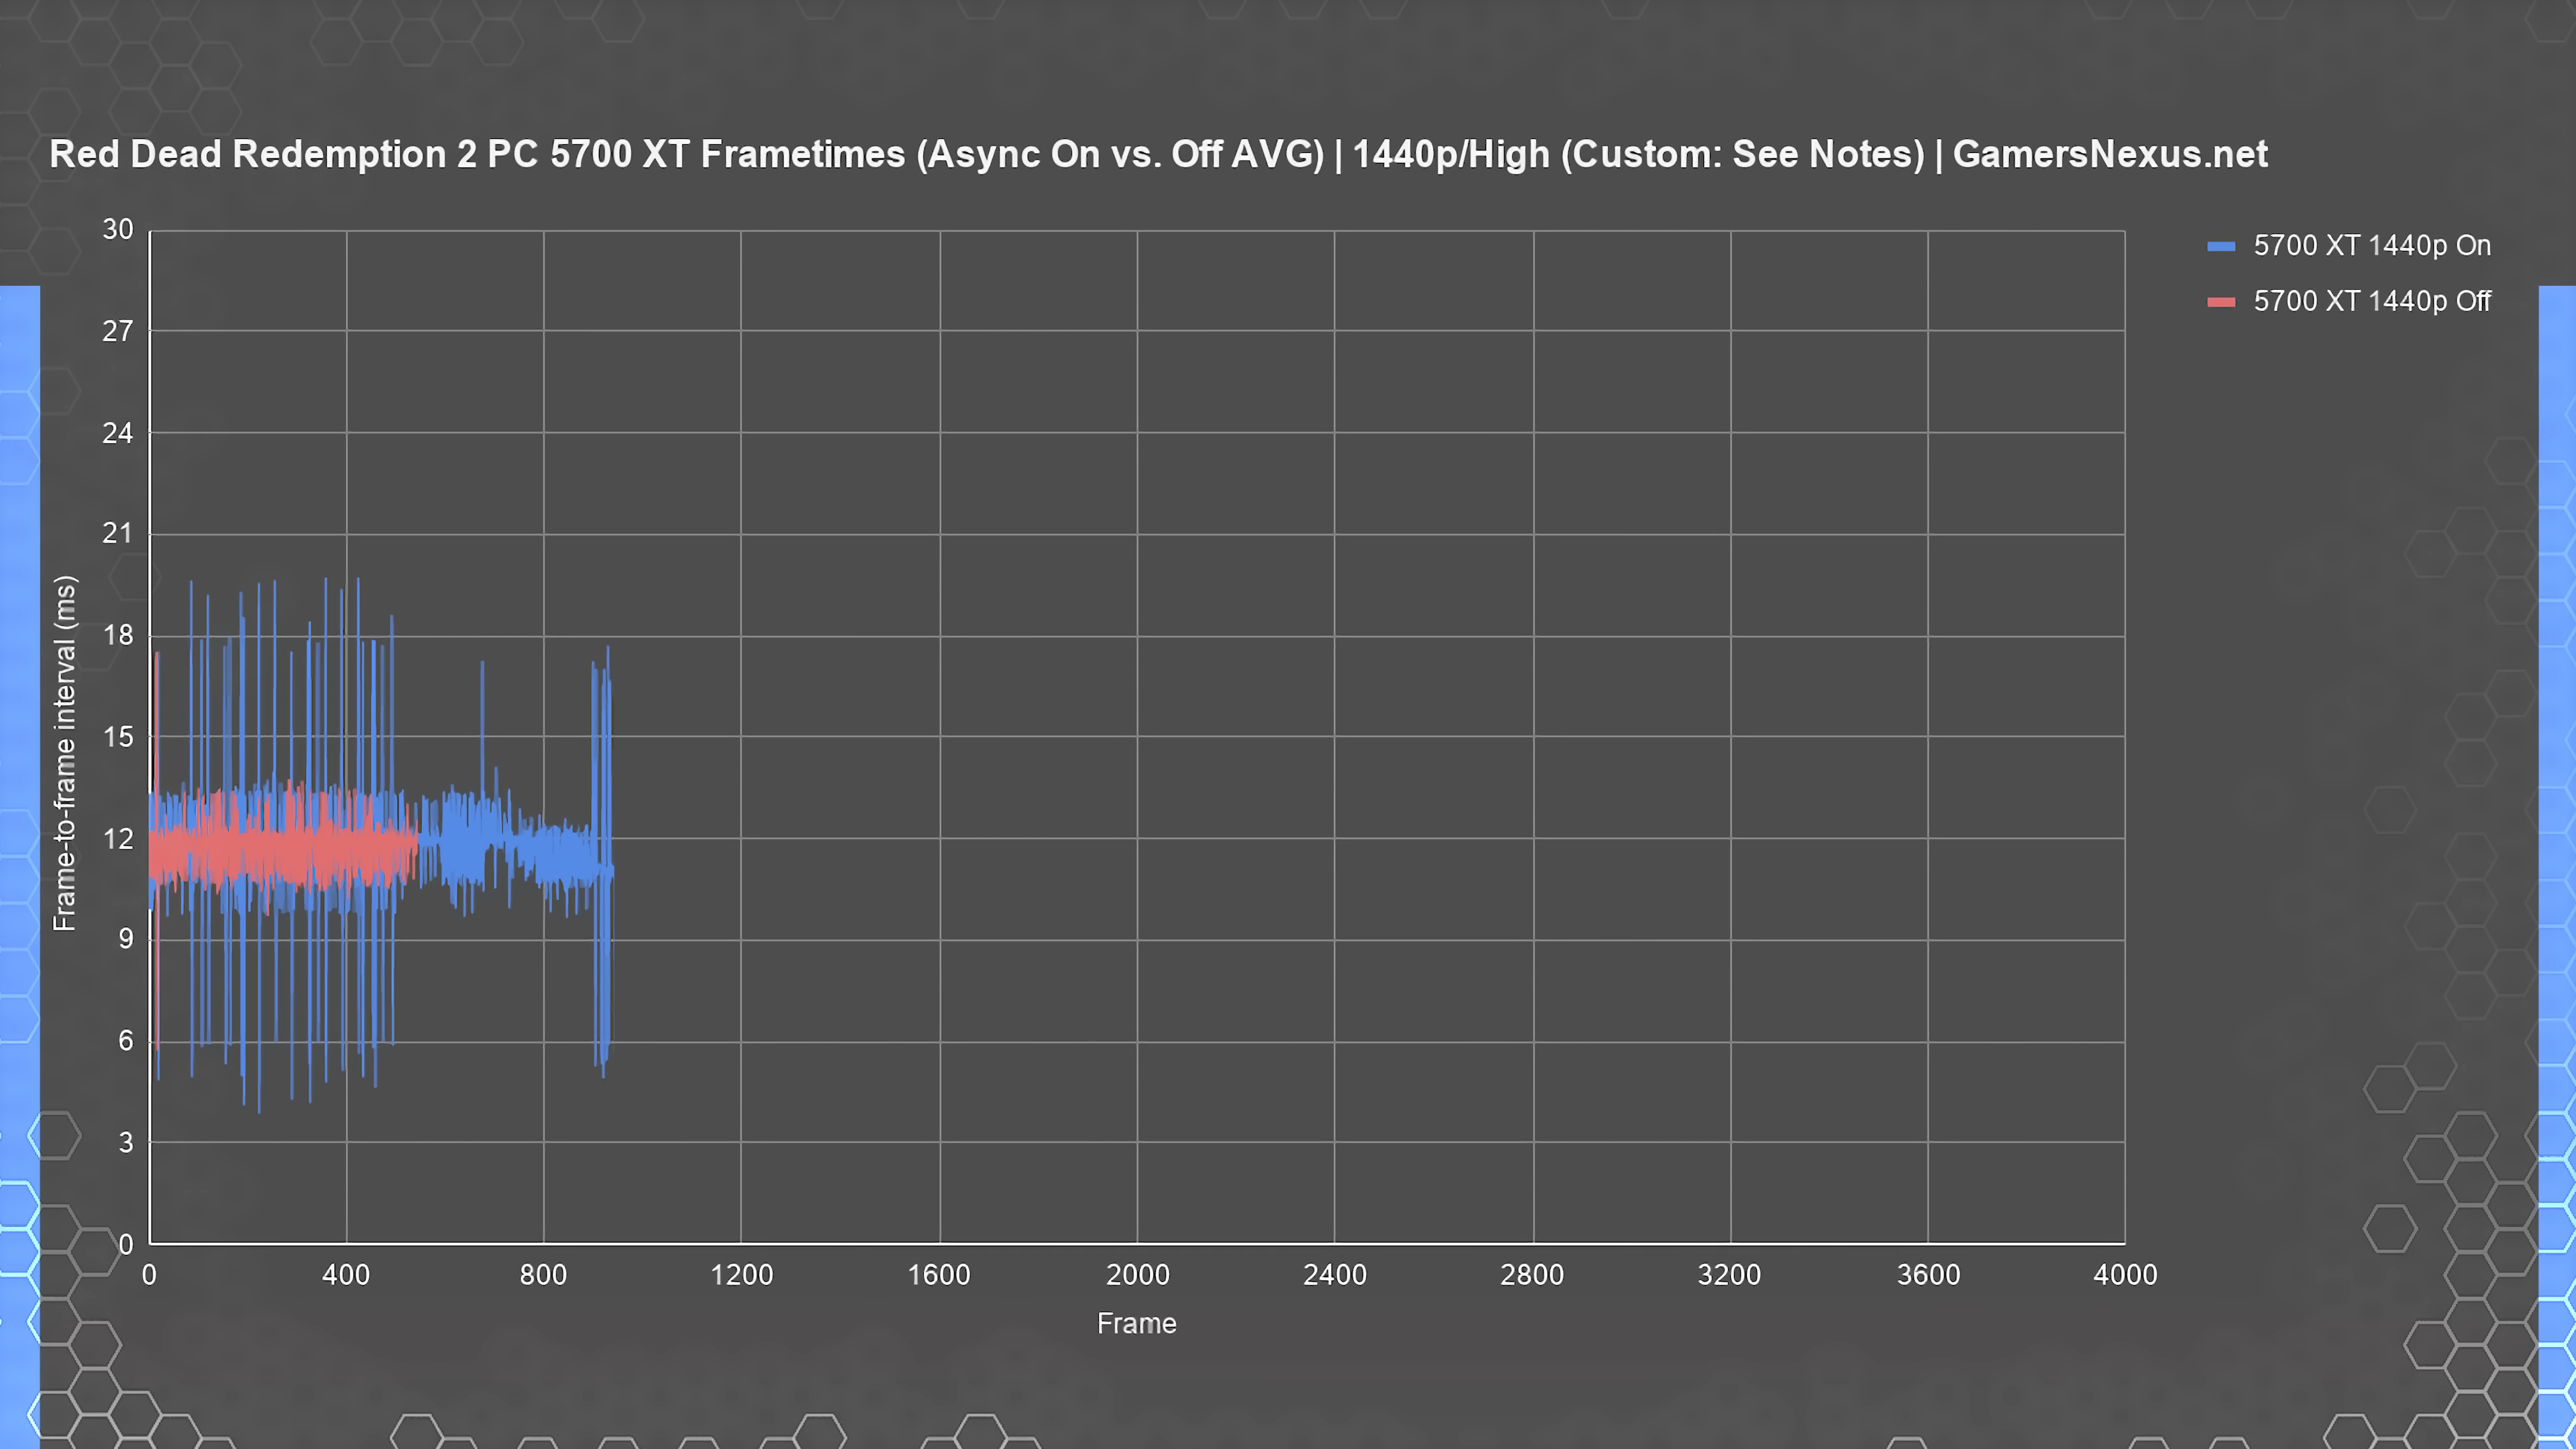 Red Dead Redemption 2 PC 5700 XT Frametimes (Async On vs. Off AVG) | 1440p/High (Custom: See Notes) | GamersNexus.net
5700 XT 1440p On
5700 XT 1440p Off
Frame-to-frame interval (ms)
30
27
24
21
18
15
12
9
6
3
0
0 400 800 1200 1600 2000 2400 2800 3200 3600 4000
Frame